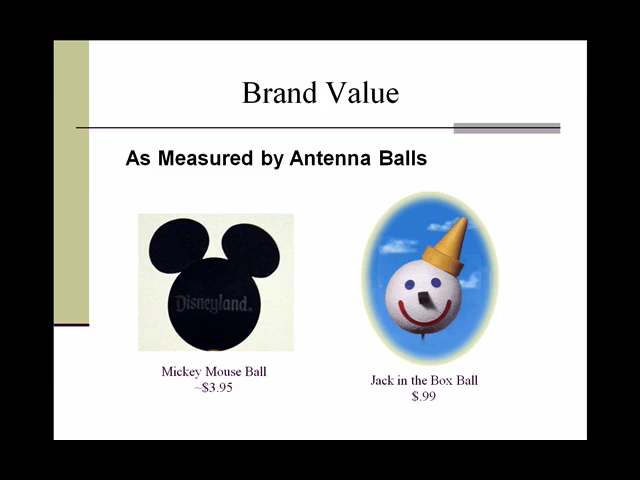 Brand Value
As Measured by Antenna Balls
Disneyland.
Mickey Mouse Ball
~$3.95
Jack in the Box Ball
$.99